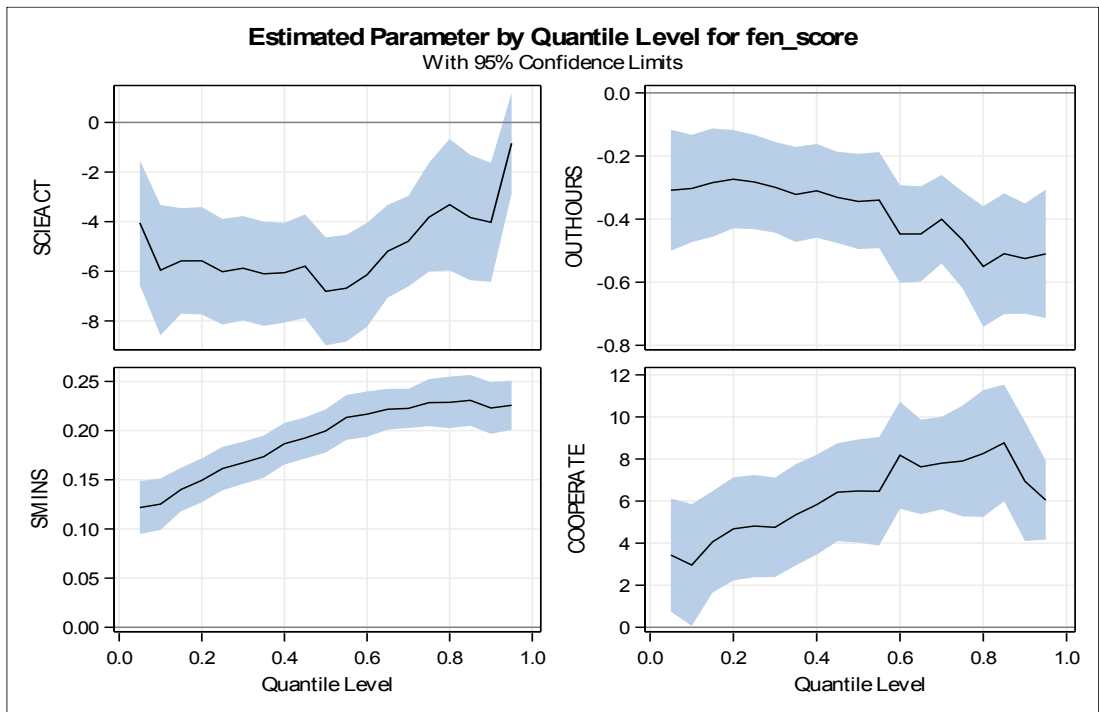 Estimated Parameter by Quantile Level for fen_score
With 95% Confidence Limits
SCIEACT
0
-2
-4
-6
-8
OUTHOURS
0.0
-0.2
-0.4
-0.6
-0.8
SMINS
0.25
0.20
0.15
0.10
0.05
0.00
0.0 0.2 0.4 0.6 0.8 1.0
Quantile Level
COOPERATE
12
10
8
6
4
2
0
0.0 0.2 0.4 0.6 0.8 1.0
Quantile Level